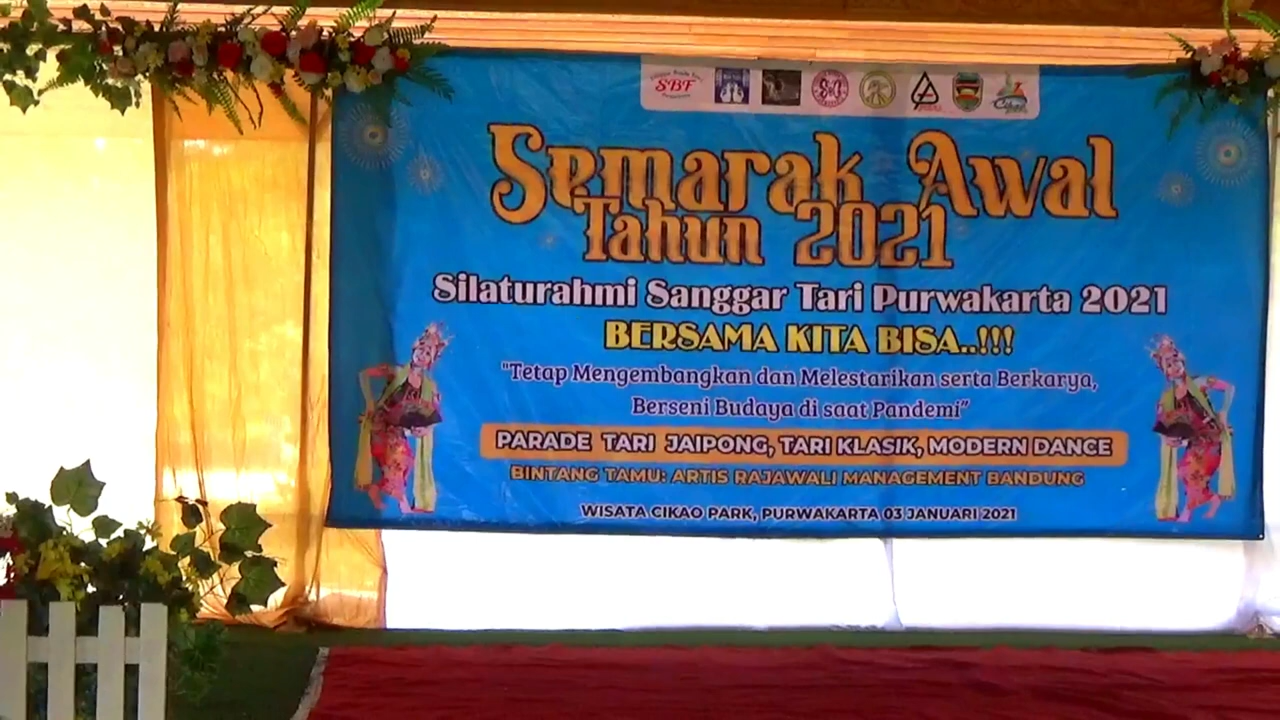 SBF
Semarak Awal
Tahun 2021
Silaturahmi Sanggar Tari Purwakarta 2021
BERSAMA KITA BISA..!!!
"Tetap Mengembangkan dan Melestarikan serta Berkarya,
Berseni Budaya di saat Pandemi"
PARADE TARI JAIPONG, TARI KLASIK, MODERN DANCE
BINTANG TAMU: ARTIS RAJAWALI MANAGEMENT BANDUNG
WISATA CIKAO PARK, PURWAKARTA 03 JANUARI 2021